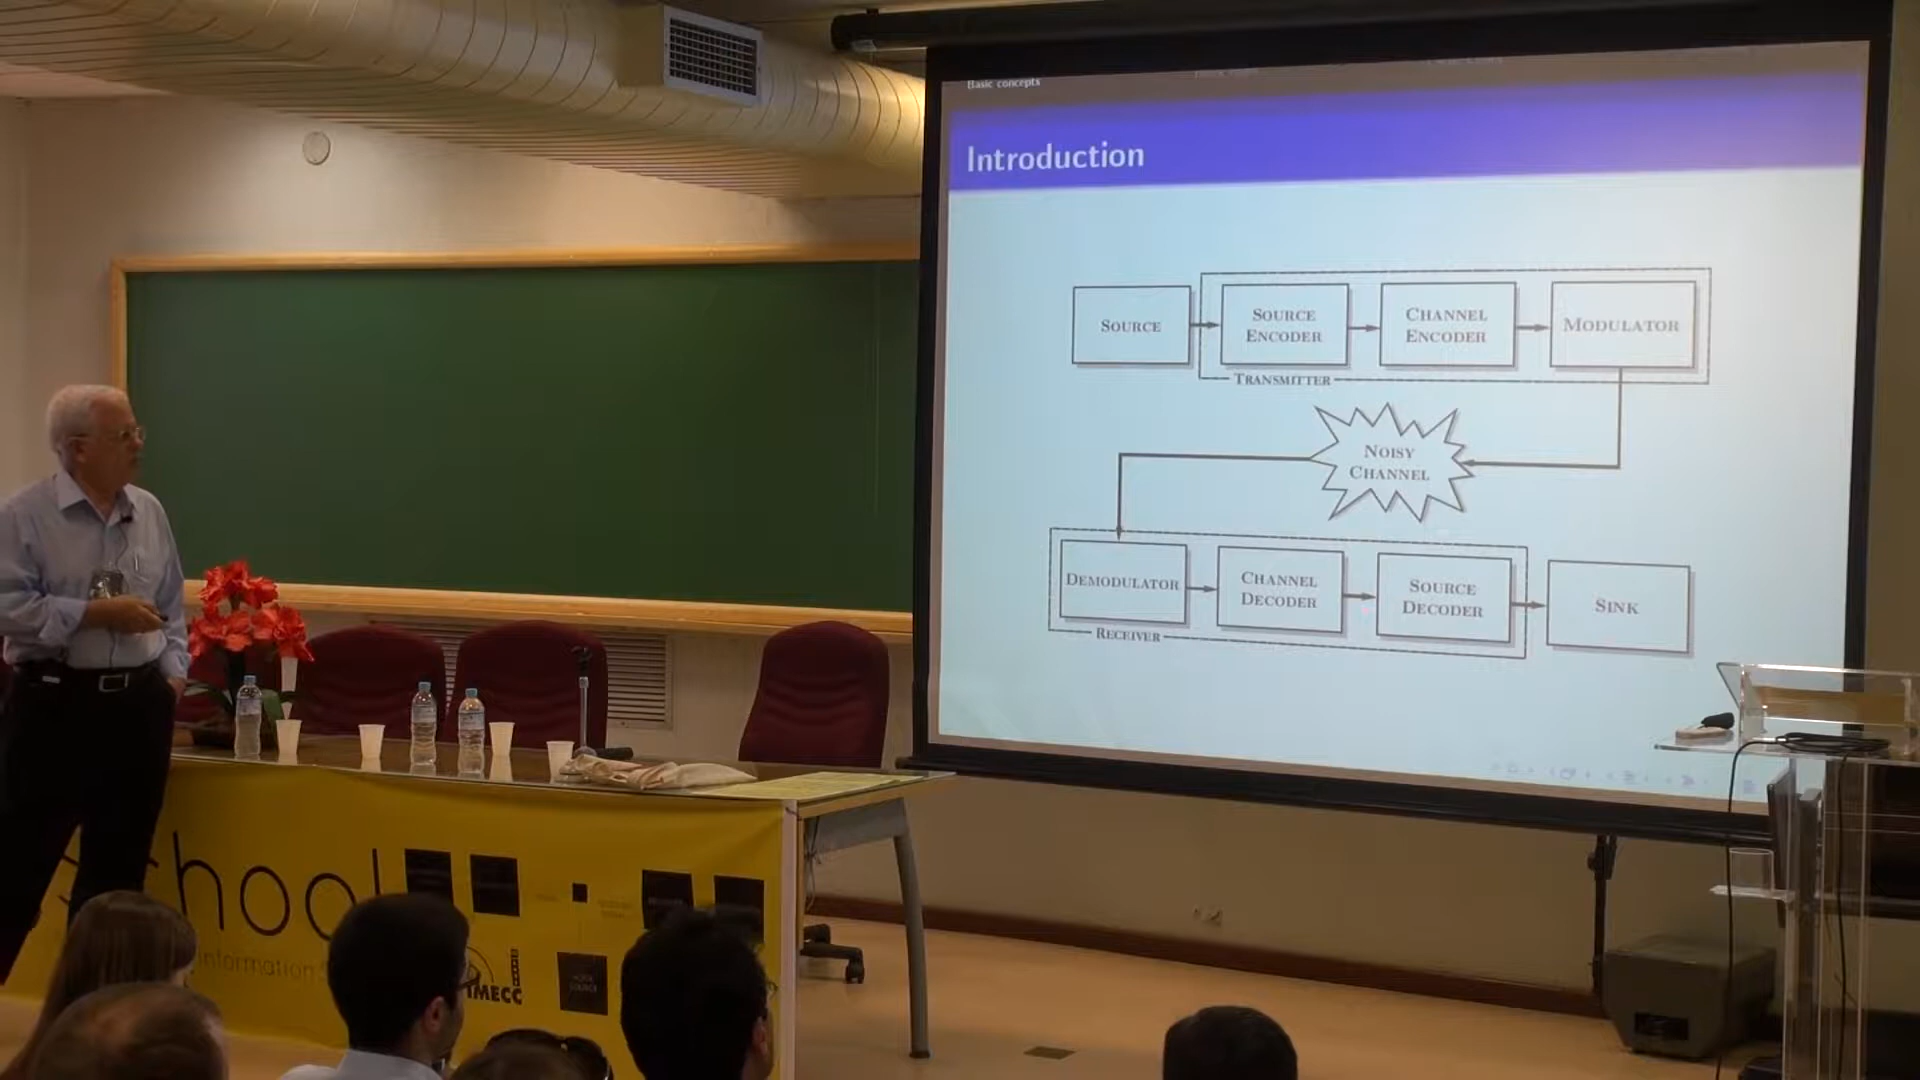 Basic concepts
Introduction
SOURCE
SOURCE
ENCODER
CHANNEL
ENCODER
MODULATOR
TRANSMITTER
NOISY
CHANNEL
DEMODULATOR
CHANNEL
DECODER
SOURCE
DECODER
SINK
RECEIVER
chool
information
IMECC